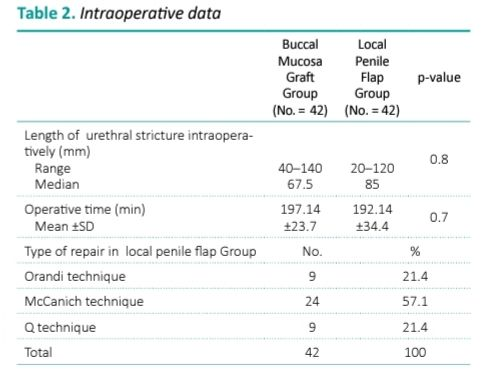 Table 2. Intraoperative data
Buccal Mucosa Graft Group (No. = 42) Local Penile Flap Group (No. = 42) p-value
Length of urethral stricture intraopera-
tively (mm)
Range 40–140 20–120 0.8
Median 67.5 85
Operative time (min) 197.14 192.14 0.7
Mean ±SD ±23.7 ±34.4
Type of repair in local penile flap Group No. %
Orandi technique 9 21.4
McCanich technique 24 57.1
Q technique 9 21.4
Total 42 100